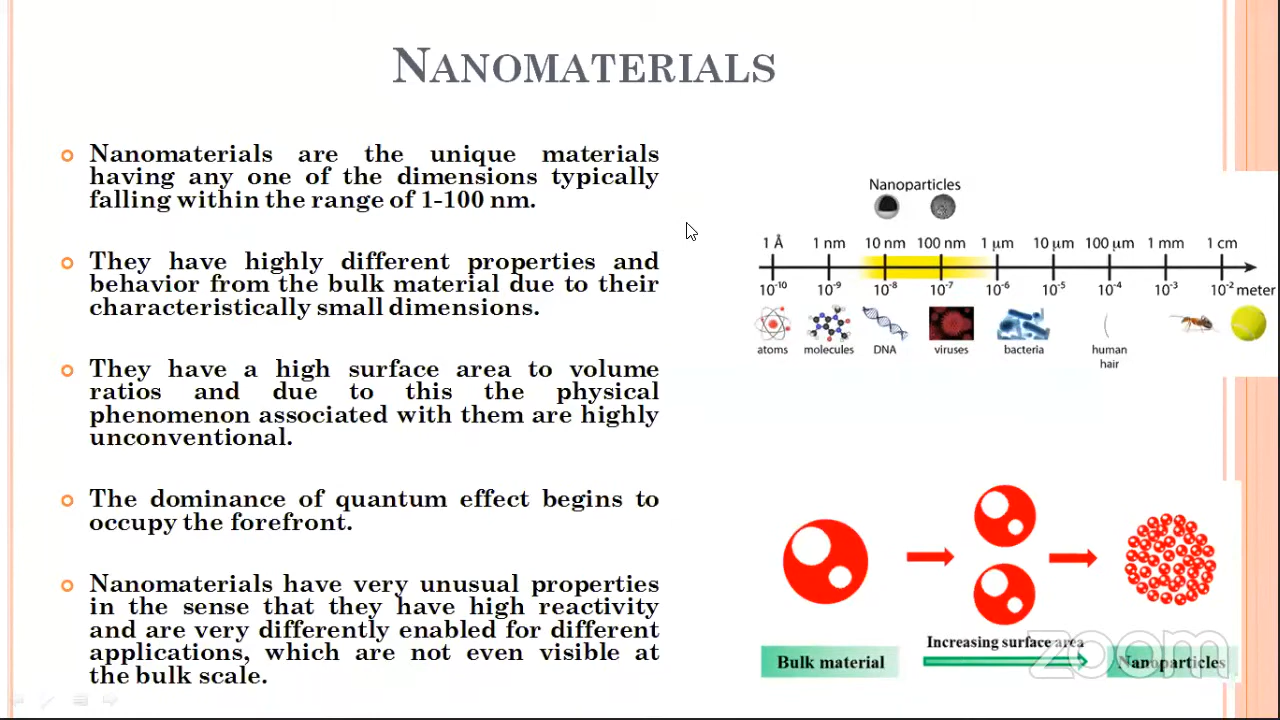 NANOMATERIALS
Nanomaterials are the unique materials
having any one of the dimensions typically
falling within the range of 1-100 nm.
They have highly different properties and
behavior from the bulk material due to their
characteristically small dimensions.
They have a high surface area to volume
ratios and due to this the physical
phenomenon associated with them are highly
unconventional.
The dominance of quantum effect begins to
occupy the forefront.
Nanomaterials have very unusual properties
in the sense that they have high reactivity
and are very differently enabled for different
applications, which are not even visible at
the bulk scale.
Nanoparticles
1 Å 1 nm 10 nm 100 nm 1 μm 10 μm 100 μm 1 mm 1 cm
10⁻¹⁰ 10⁻⁹ 10⁻⁸ 10⁻⁷ 10⁻⁶ 10⁻⁵ 10⁻⁴ 10⁻³ 10⁻² meter
atoms molecules DNA viruses bacteria human
hair
Increasing surface area
Bulk material Nanoparticles
zoom